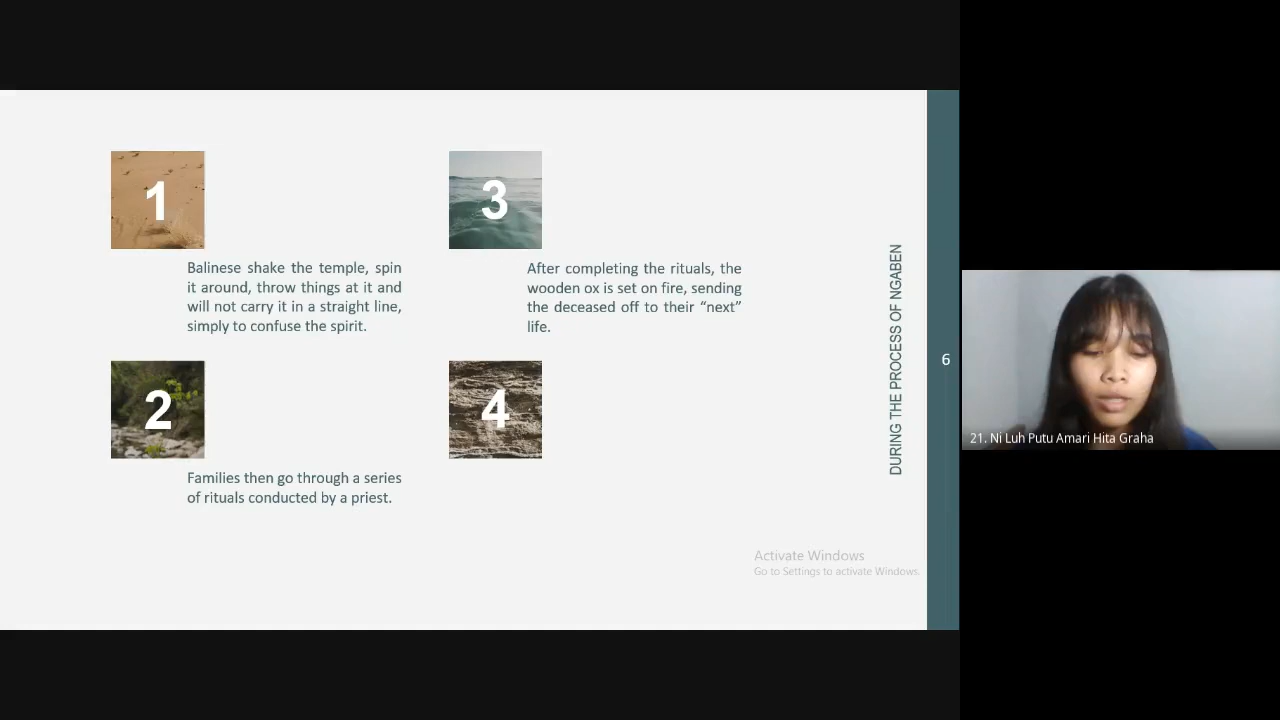 1
Balinese shake the temple, spin
it around, throw things at it and
will not carry it in a straight line,
simply to confuse the spirit.
2
Families then go through a series
of rituals conducted by a priest.
3
After completing the rituals, the
wooden ox is set on fire, sending
the deceased off to their “next”
life.
4
DURING THE PROCESS OF NGABEN
6
Activate Windows
Go to Settings to activate Windows.
21. Ni Luh Putu Amari Hita Graha